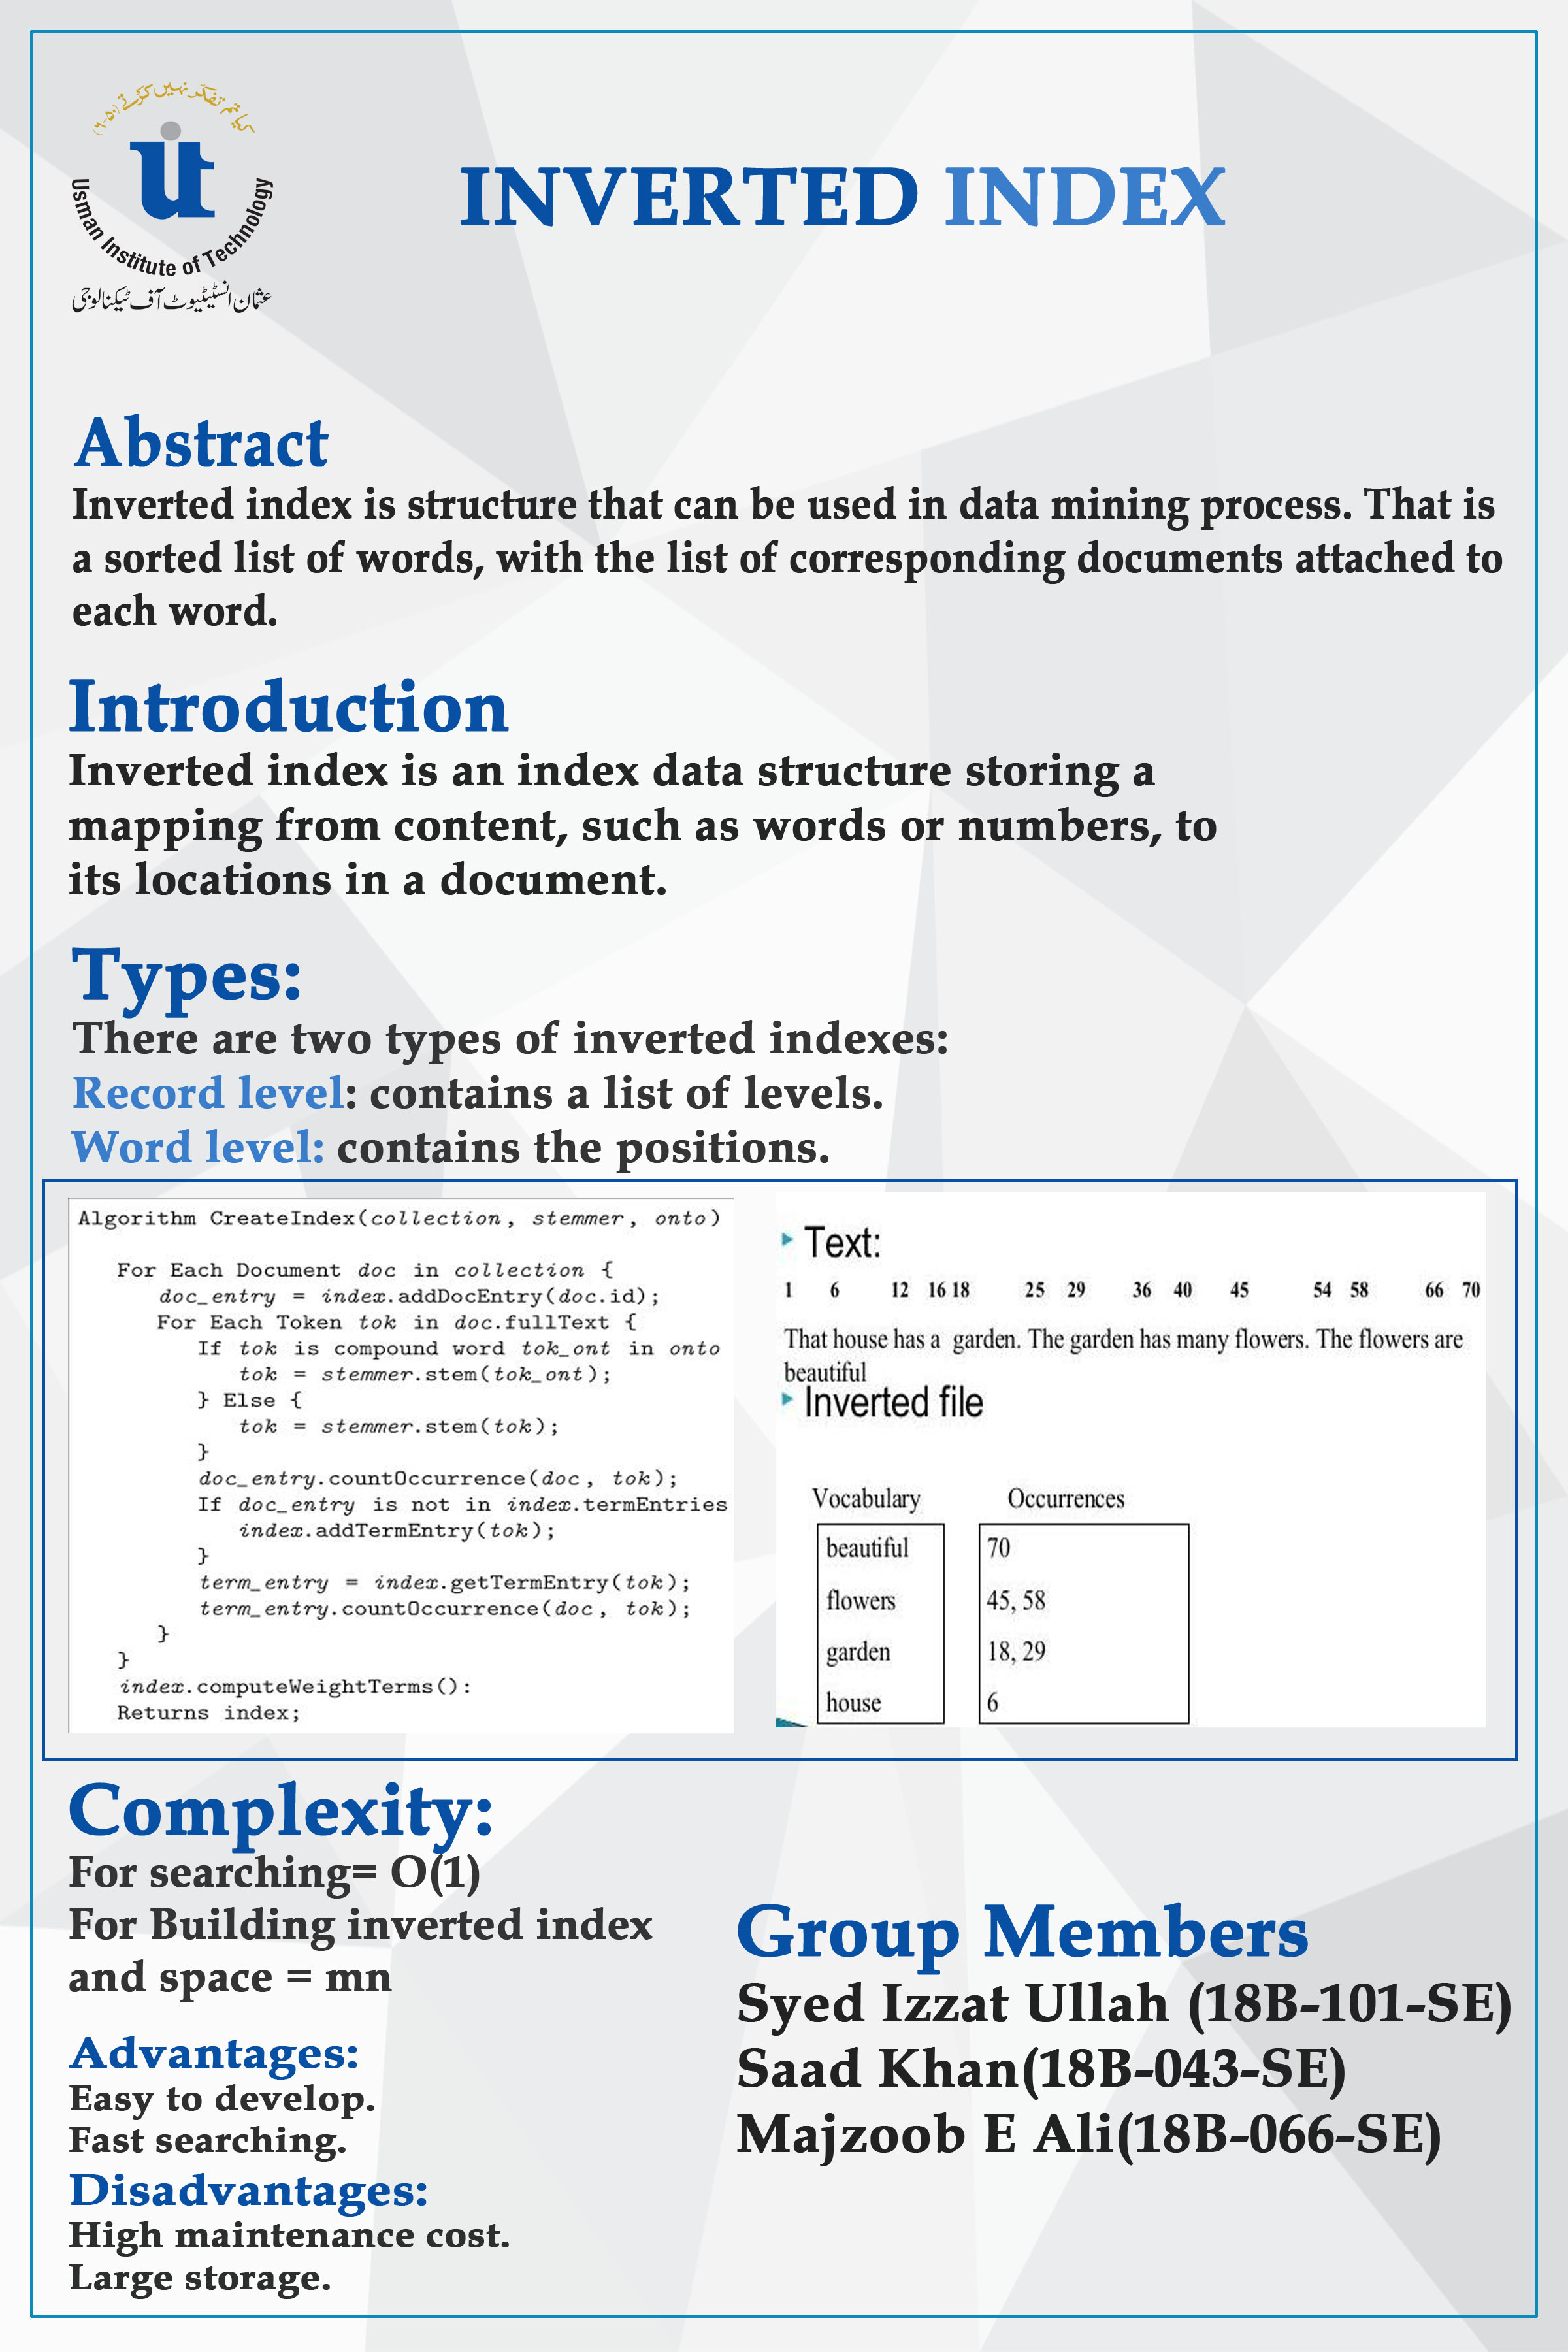 کیا تم تفکر نہیں کرتے (۵۰-۶)
uit
Usman Institute of Technology
عثمان انسٹیٹیوٹ آف ٹیکنالوجی
INVERTED INDEX
Abstract
Inverted index is structure that can be used in data mining process. That is
a sorted list of words, with the list of corresponding documents attached to
each word.
Introduction
Inverted index is an index data structure storing a
mapping from content, such as words or numbers, to
its locations in a document.
Types:
There are two types of inverted indexes:
Record level: contains a list of levels.
Word level: contains the positions.
Algorithm CreateIndex(collection, stemmer, onto)
For Each Document doc in collection {
doc_entry = index.addDocEntry(doc.id);
For Each Token tok in doc.fullText {
If tok is compound word tok_ont in onto
tok = stemmer.stem(tok_ont);
} Else {
tok = stemmer.stem(tok);
}
doc_entry.countOccurrence(doc, tok);
If doc_entry is not in index.termEntries
index.addTermEntry(tok);
}
term_entry = index.getTermEntry(tok);
term_entry.countOccurrence(doc, tok);
}
}
index.computeWeightTerms():
Returns index;
Text:
1 6 12 16 18 25 29 36 40 45 54 58 66 70
That house has a garden. The garden has many flowers. The flowers are
beautiful
Inverted file
Vocabulary Occurrences
beautiful 70
flowers 45, 58
garden 18, 29
house 6
Complexity:
For searching= O(1)
For Building inverted index
and space = mn
Advantages:
Easy to develop.
Fast searching.
Disadvantages:
High maintenance cost.
Large storage.
Group Members
Syed Izzat Ullah (18B-101-SE)
Saad Khan(18B-043-SE)
Majzoob E Ali(18B-066-SE)